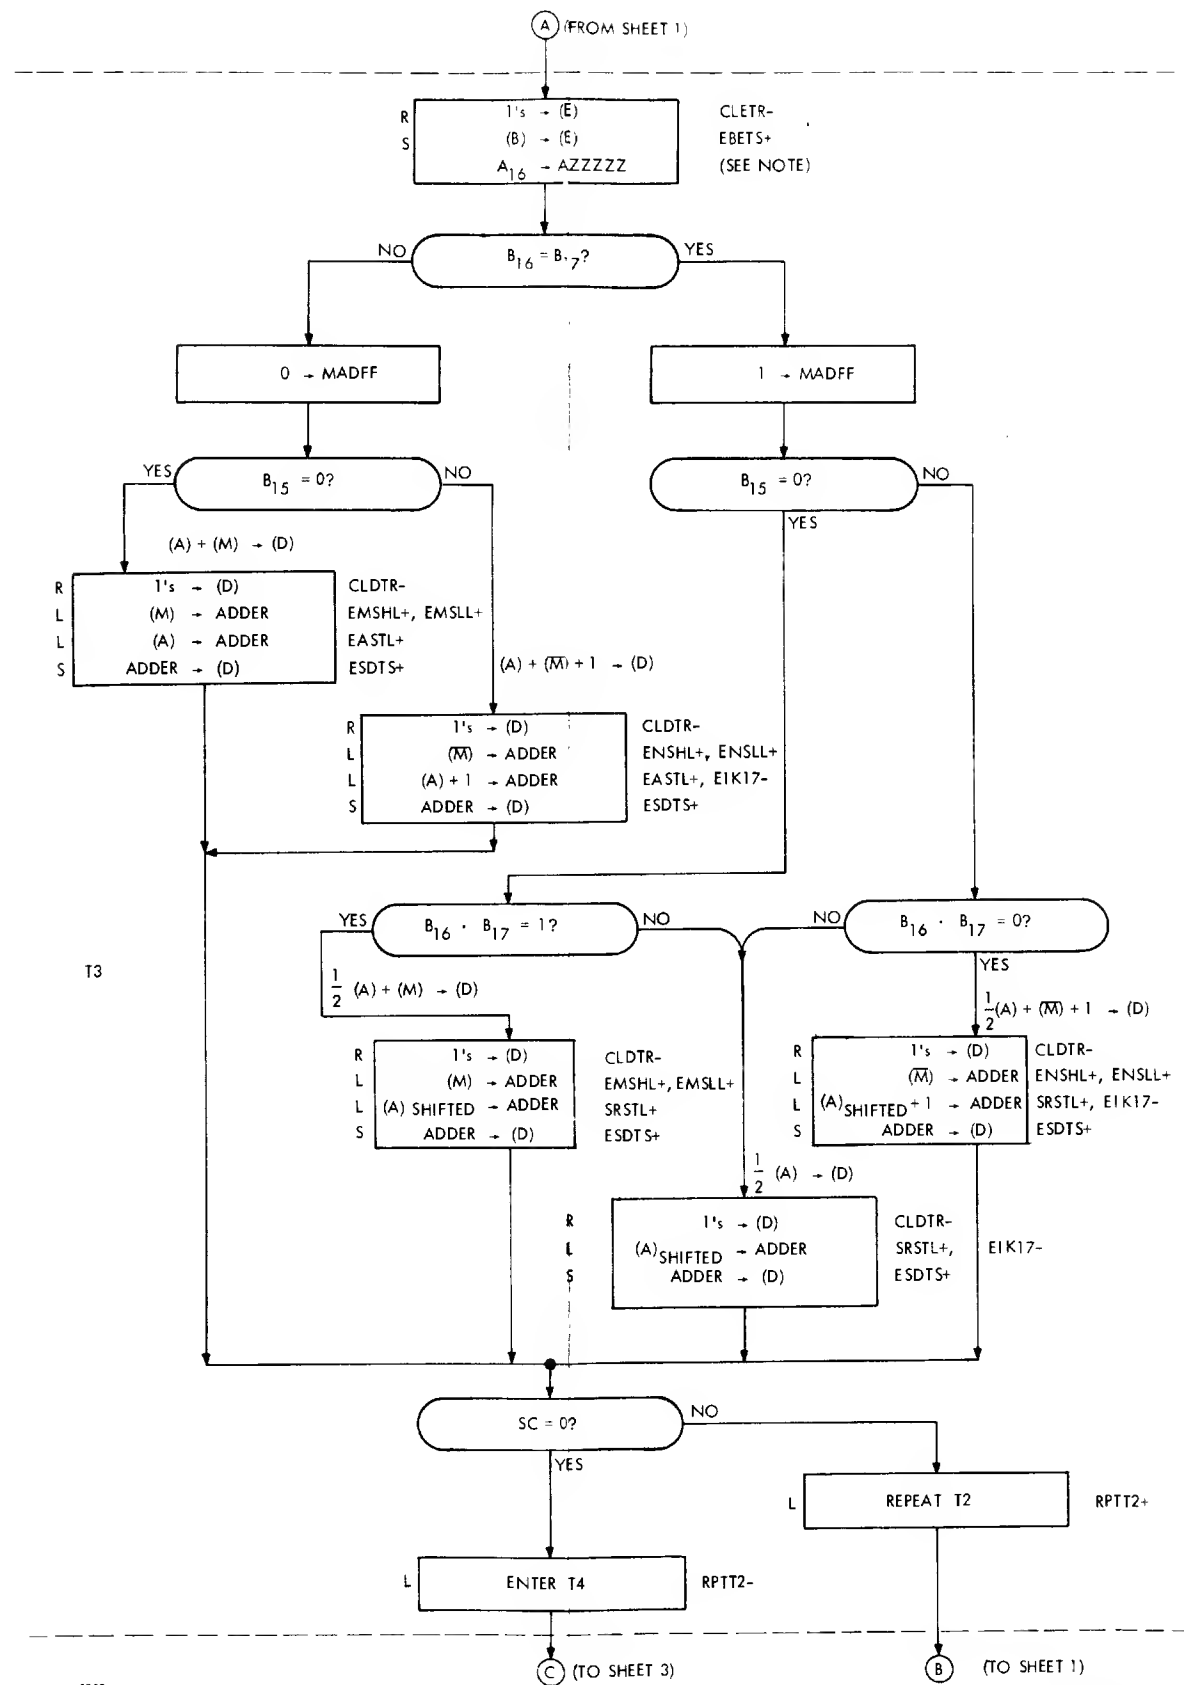 A (FROM SHEET 1)
R 1's → (E) CLETR-
S (B) → (E) EBETS+
A16 → AZZZZZ (SEE NOTE)
NO B16 = B17? YES
0 → MADFF
1 → MADFF
YES B15 = 0? NO
B15 = 0? NO
YES
(A) + (M) → (D)
R 1's → (D) CLDTR-
L (M) → ADDER EMSHL+, EMSLL+
L (A) → ADDER EASTL+
S ADDER → (D) ESDTS+
(A) + (M̅) + 1 → (D)
R 1's → (D) CLDTR-
L (M̅) → ADDER ENSHL+, ENSLL+
L (A) + 1 → ADDER EASTL+, EIK17-
S ADDER → (D) ESDTS+
YES B16 · B17 = 1? NO
NO B16 · B17 = 0?
YES
T3
1/2 (A) + (M) → (D)
1/2 (A) + (M̅) + 1 → (D)
R 1's → (D) CLDTR-
L (M) → ADDER EMSHL+, EMSLL+
L (A) SHIFTED → ADDER SRSTL+
S ADDER → (D) ESDTS+
R 1's → (D) CLDTR-
L (M̅) → ADDER ENSHL+, ENSLL+
L (A)SHIFTED + 1 → ADDER SRSTL+, EIK17-
S ADDER → (D) ESDTS+
1/2 (A) → (D)
R 1's → (D) CLDTR-
L (A)SHIFTED → ADDER SRSTL+, EIK17-
S ADDER → (D) ESDTS+
SC = 0? NO
YES
L REPEAT T2 RPTT2+
L ENTER T4 RPTT2-
C (TO SHEET 3)
B (TO SHEET 1)